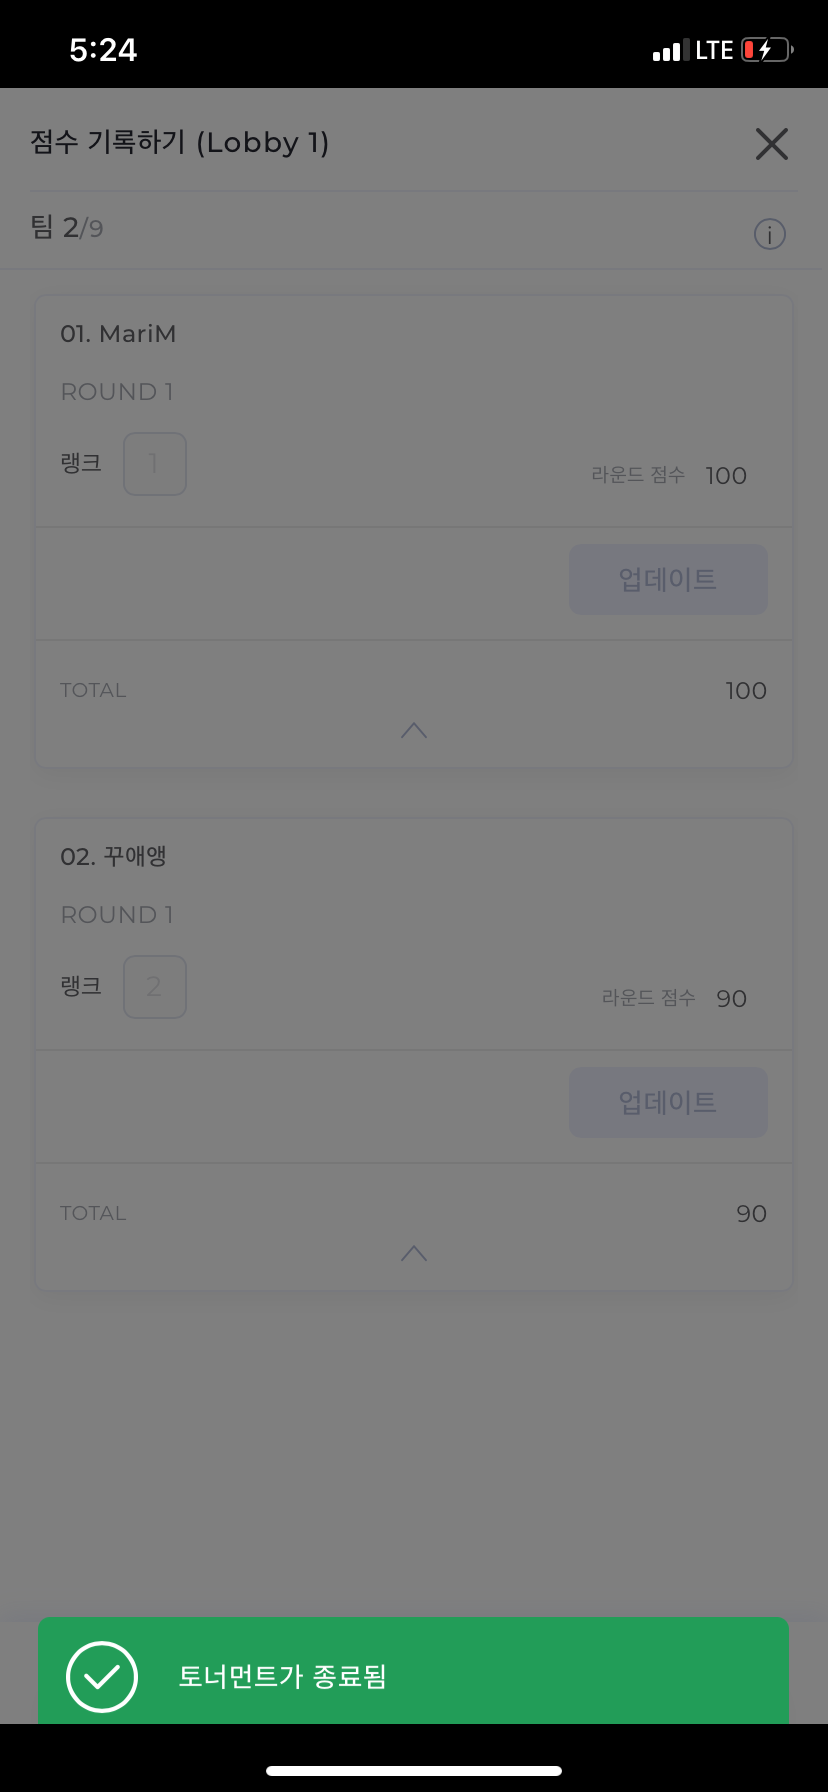 5:24
LTE
점수 기록하기 (Lobby 1)
팀 2/9
01. MariM
ROUND 1
랭크 1
라운드 점수 100
업데이트
TOTAL 100
02. 꾸애앵
ROUND 1
랭크 2
라운드 점수 90
업데이트
TOTAL 90
토너먼트가 종료됨